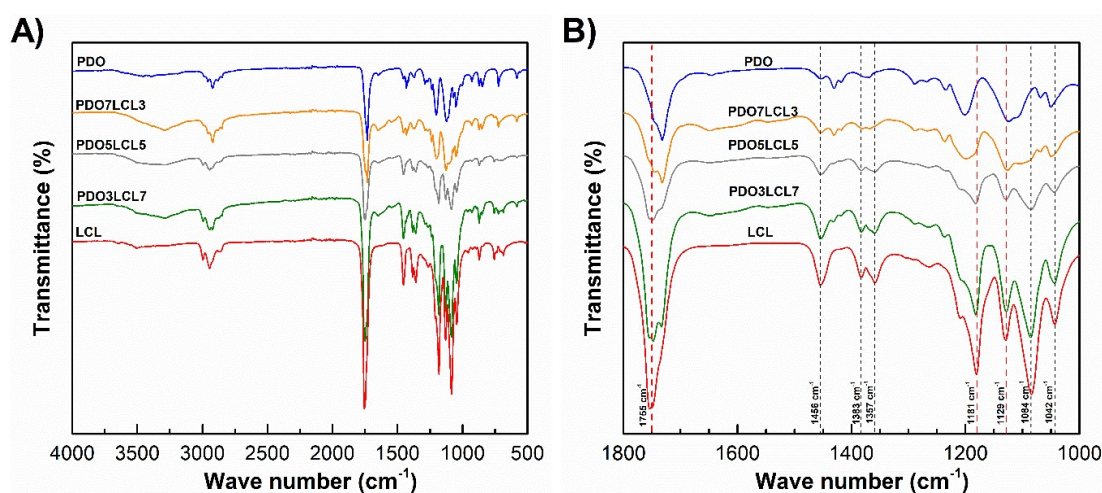 A)
Transmittance (%)
PDO
PDO7LCL3
PDO5LCL5
PDO3LCL7
LCL
4000 3500 3000 2500 2000 1500 1000 500
Wave number (cm⁻¹)
B)
Transmittance (%)
PDO
PDO7LCL3
PDO5LCL5
PDO3LCL7
LCL
1755 cm⁻¹
1456 cm⁻¹
1383 cm⁻¹
1357 cm⁻¹
1181 cm⁻¹
1129 cm⁻¹
1084 cm⁻¹
1042 cm⁻¹
1800 1600 1400 1200 1000
Wave number (cm⁻¹)